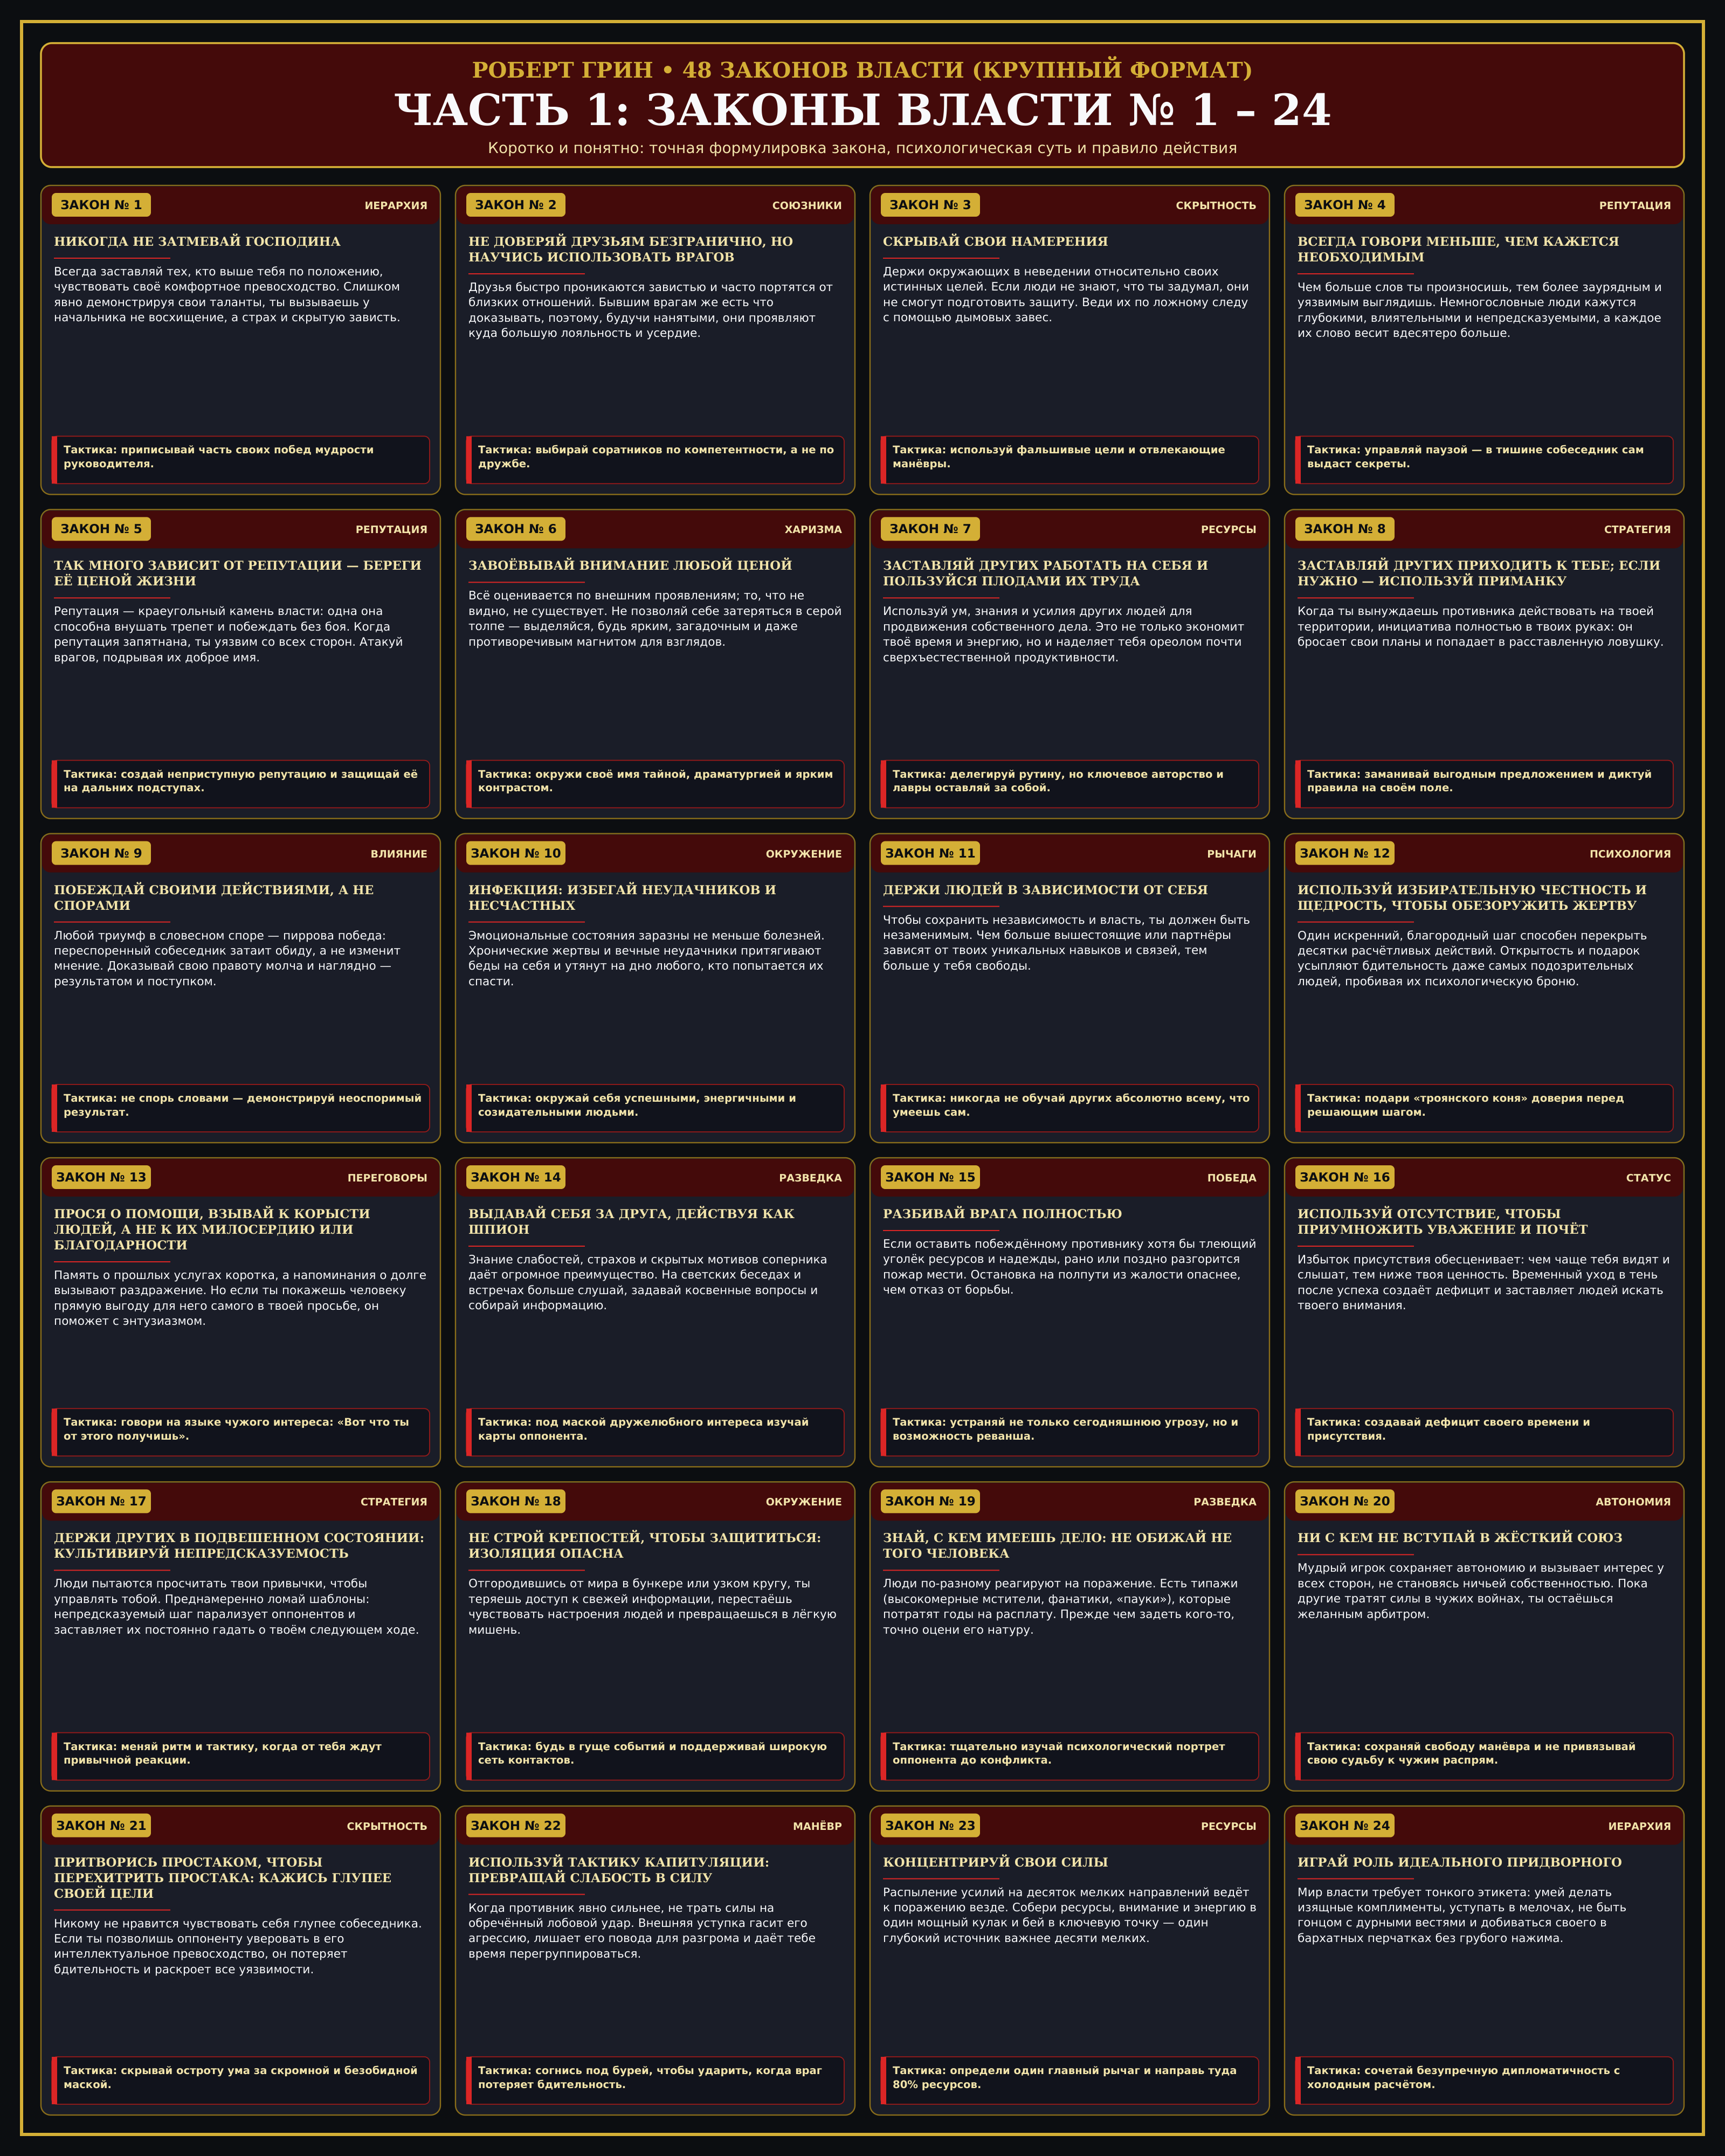 РОБЕРТ ГРИН • 48 ЗАКОНОВ ВЛАСТИ (КРУПНЫЙ ФОРМАТ)
ЧАСТЬ 1: ЗАКОНЫ ВЛАСТИ № 1 – 24
Коротко и понятно: точная формулировка закона, психологическая суть и правило действия
ЗАКОН № 1
ИЕРАРХИЯ
НИКОГДА НЕ ЗАТМЕВАЙ ГОСПОДИНА
Всегда заставляй тех, кто выше тебя по положению,
чувствовать своё комфортное превосходство. Слишком
явно демонстрируя свои таланты, ты вызываешь у
начальника не восхищение, а страх и скрытую зависть.
Тактика: приписывай часть своих побед мудрости
руководителя.
ЗАКОН № 2
СОЮЗНИКИ
НЕ ДОВЕРЯЙ ДРУЗЬЯМ БЕЗГРАНИЧНО, НО
НАУЧИСЬ ИСПОЛЬЗОВАТЬ ВРАГОВ
Друзья быстро проникаются завистью и часто портятся от
близких отношений. Бывшим врагам же есть что
доказывать, поэтому, будучи нанятыми, они проявляют
куда большую лояльность и усердие.
Тактика: выбирай соратников по компетентности, а не по
дружбе.
ЗАКОН № 3
СКРЫТНОСТЬ
СКРЫВАЙ СВОИ НАМЕРЕНИЯ
Держи окружающих в неведении относительно своих
истинных целей. Если люди не знают, что ты задумал, они
не смогут подготовить защиту. Веди их по ложному следу
с помощью дымовых завес.
Тактика: используй фальшивые цели и отвлекающие
манёвры.
ЗАКОН № 4
РЕПУТАЦИЯ
ВСЕГДА ГОВОРИ МЕНЬШЕ, ЧЕМ КАЖЕТСЯ
НЕОБХОДИМЫМ
Чем больше слов ты произносишь, тем более заурядным и
уязвимым выглядишь. Немногословные люди кажутся
глубокими, влиятельными и непредсказуемыми, а каждое
их слово весит вдесятеро больше.
Тактика: управляй паузой — в тишине собеседник сам
выдаст секреты.
ЗАКОН № 5
РЕПУТАЦИЯ
ТАК МНОГО ЗАВИСИТ ОТ РЕПУТАЦИИ — БЕРЕГИ
ЕЁ ЦЕНОЙ ЖИЗНИ
Репутация — краеугольный камень власти: одна она
способна внушать трепет и побеждать без боя. Когда
репутация запятнана, ты уязвим со всех сторон. Атакуй
врагов, подрывая их доброе имя.
Тактика: создай неприступную репутацию и защищай её
на дальних подступах.
ЗАКОН № 6
ХАРИЗМА
ЗАВОЁВЫВАЙ ВНИМАНИЕ ЛЮБОЙ ЦЕНОЙ
Всё оценивается по внешним проявлениям; то, что не
видно, не существует. Не позволяй себе затеряться в серой
толпе — выделяйся, будь ярким, загадочным и даже
противоречивым магнитом для взглядов.
Тактика: окружи своё имя тайной, драматургией и ярким
контрастом.
ЗАКОН № 7
РЕСУРСЫ
ЗАСТАВЛЯЙ ДРУГИХ РАБОТАТЬ НА СЕБЯ И
ПОЛЬЗУЙСЯ ПЛОДАМИ ИХ ТРУДА
Используй ум, знания и усилия других людей для
продвижения собственного дела. Это не только экономит
твоё время и энергию, но и наделяет тебя ореолом почти
сверхъестественной продуктивности.
Тактика: делегируй рутину, но ключевое авторство и
лавры оставляй за собой.
ЗАКОН № 8
СТРАТЕГИЯ
ЗАСТАВЛЯЙ ДРУГИХ ПРИХОДИТЬ К ТЕБЕ; ЕСЛИ
НУЖНО — ИСПОЛЬЗУЙ ПРИМАНКУ
Когда ты вынуждаешь противника действовать на твоей
территории, инициатива полностью в твоих руках: он
бросает свои планы и попадает в расставленную ловушку.
Тактика: заманивай выгодным предложением и диктуй
правила на своём поле.
ЗАКОН № 9
ВЛИЯНИЕ
ПОБЕЖДАЙ СВОИМИ ДЕЙСТВИЯМИ, А НЕ
СПОРАМИ
Любой триумф в словесном споре — пиррова победа:
переспоренный собеседник затаит обиду, а не изменит
мнение. Доказывай свою правоту молча и наглядно —
результатом и поступком.
Тактика: не спорь словами — демонстрируй неоспоримый
результат.
ЗАКОН № 10
ОКРУЖЕНИЕ
ИНФЕКЦИЯ: ИЗБЕГАЙ НЕУДАЧНИКОВ И
НЕСЧАСТНЫХ
Эмоциональные состояния заразны не меньше болезней.
Хронические жертвы и вечные неудачники притягивают
беды на себя и утянут на дно любого, кто попытается их
спасти.
Тактика: окружай себя успешными, энергичными и
созидательными людьми.
ЗАКОН № 11
РЫЧАГИ
ДЕРЖИ ЛЮДЕЙ В ЗАВИСИМОСТИ ОТ СЕБЯ
Чтобы сохранить независимость и власть, ты должен быть
незаменимым. Чем больше вышестоящие или партнёры
зависят от твоих уникальных навыков и связей, тем
больше у тебя свободы.
Тактика: никогда не обучай других абсолютно всему, что
умеешь сам.
ЗАКОН № 12
ПСИХОЛОГИЯ
ИСПОЛЬЗУЙ ИЗБИРАТЕЛЬНУЮ ЧЕСТНОСТЬ И
ЩЕДРОСТЬ, ЧТОБЫ ОБЕЗОРУЖИТЬ ЖЕРТВУ
Один искренний, благородный шаг способен перекрыть
десятки расчётливых действий. Открытость и подарок
усыпляют бдительность даже самых подозрительных
людей, пробивая их психологическую броню.
Тактика: подари «троянского коня» доверия перед
решающим шагом.
ЗАКОН № 13
ПЕРЕГОВОРЫ
ПРОСЯ О ПОМОЩИ, ВЗЫВАЙ К КОРЫСТИ
ЛЮДЕЙ, А НЕ К ИХ МИЛОСЕРДИЮ ИЛИ
БЛАГОДАРНОСТИ
Память о прошлых услугах коротка, а напоминания о долге
вызывают раздражение. Но если ты покажешь человеку
прямую выгоду для него самого в твоей просьбе, он
поможет с энтузиазмом.
Тактика: говори на языке чужого интереса: «Вот что ты
от этого получишь».
ЗАКОН № 14
РАЗВЕДКА
ВЫДАВАЙ СЕБЯ ЗА ДРУГА, ДЕЙСТВУЯ КАК
ШПИОН
Знание слабостей, страхов и скрытых мотивов соперника
даёт огромное преимущество. На светских беседах и
встречах больше слушай, задавай косвенные вопросы и
собирай информацию.
Тактика: под маской дружелюбного интереса изучай
карты оппонента.
ЗАКОН № 15
ПОБЕДА
РАЗБИВАЙ ВРАГА ПОЛНОСТЬЮ
Если оставить побеждённому противнику хотя бы тлеющий
уголёк ресурсов и надежды, рано или поздно разгорится
пожар мести. Остановка на полпути из жалости опаснее,
чем отказ от борьбы.
Тактика: устраняй не только сегодняшнюю угрозу, но и
возможность реванша.
ЗАКОН № 16
СТАТУС
ИСПОЛЬЗУЙ ОТСУТСТВИЕ, ЧТОБЫ
ПРИУМНОЖИТЬ УВАЖЕНИЕ И ПОЧЁТ
Избыток присутствия обесценивает: чем чаще тебя видят и
слышат, тем ниже твоя ценность. Временный уход в тень
после успеха создаёт дефицит и заставляет людей искать
твоего внимания.
Тактика: создавай дефицит своего времени и
присутствия.
ЗАКОН № 17
СТРАТЕГИЯ
ДЕРЖИ ДРУГИХ В ПОДВЕШЕННОМ СОСТОЯНИИ:
КУЛЬТИВИРУЙ НЕПРЕДСКАЗУЕМОСТЬ
Люди пытаются просчитать твои привычки, чтобы
управлять тобой. Преднамеренно ломай шаблоны:
непредсказуемый шаг парализует оппонентов и
заставляет их постоянно гадать о твоём следующем ходе.
Тактика: меняй ритм и тактику, когда от тебя ждут
привычной реакции.
ЗАКОН № 18
ОКРУЖЕНИЕ
НЕ СТРОЙ КРЕПОСТЕЙ, ЧТОБЫ ЗАЩИТИТЬСЯ:
ИЗОЛЯЦИЯ ОПАСНА
Отгородившись от мира в бункере или узком кругу, ты
теряешь доступ к свежей информации, перестаёшь
чувствовать настроения людей и превращаешься в лёгкую
мишень.
Тактика: будь в гуще событий и поддерживай широкую
сеть контактов.
ЗАКОН № 19
РАЗВЕДКА
ЗНАЙ, С КЕМ ИМЕЕШЬ ДЕЛО: НЕ ОБИЖАЙ НЕ
ТОГО ЧЕЛОВЕКА
Люди по-разному реагируют на поражение. Есть типажи
(высокомерные мстители, фанатики, «пауки»), которые
потратят годы на расплату. Прежде чем задеть кого-то,
точно оцени его натуру.
Тактика: тщательно изучай психологический портрет
оппонента до конфликта.
ЗАКОН № 20
АВТОНОМИЯ
НИ С КЕМ НЕ ВСТУПАЙ В ЖЁСТКИЙ СОЮЗ
Мудрый игрок сохраняет автономию и вызывает интерес у
всех сторон, не становясь ничьей собственностью. Пока
другие тратят силы в чужих войнах, ты остаёшься
желанным арбитром.
Тактика: сохраняй свободу манёвра и не привязывай
свою судьбу к чужим распрям.
ЗАКОН № 21
СКРЫТНОСТЬ
ПРИТВОРИСЬ ПРОСТАКОМ, ЧТОБЫ
ПЕРЕХИТРИТЬ ПРОСТАКА: КАЖИСЬ ГЛУПЕЕ
СВОЕЙ ЦЕЛИ
Никому не нравится чувствовать себя глупее собеседника.
Если ты позволишь оппоненту уверовать в его
интеллектуальное превосходство, он потеряет
бдительность и раскроет все уязвимости.
Тактика: скрывай остроту ума за скромной и безобидной
маской.
ЗАКОН № 22
МАНЁВР
ИСПОЛЬЗУЙ ТАКТИКУ КАПИТУЛЯЦИИ:
ПРЕВРАЩАЙ СЛАБОСТЬ В СИЛУ
Когда противник явно сильнее, не трать силы на
обречённый лобовой удар. Внешняя уступка гасит его
агрессию, лишает его повода для разгрома и даёт тебе
время перегруппироваться.
Тактика: согнись под бурей, чтобы ударить, когда враг
потеряет бдительность.
ЗАКОН № 23
РЕСУРСЫ
КОНЦЕНТРИРУЙ СВОИ СИЛЫ
Распыление усилий на десяток мелких направлений ведёт
к поражению везде. Собери ресурсы, внимание и энергию в
один мощный кулак и бей в ключевую точку — один
глубокий источник важнее десяти мелких.
Тактика: определи один главный рычаг и направь туда
80% ресурсов.
ЗАКОН № 24
ИЕРАРХИЯ
ИГРАЙ РОЛЬ ИДЕАЛЬНОГО ПРИДВОРНОГО
Мир власти требует тонкого этикета: умей делать
изящные комплименты, уступать в мелочах, не быть
гонцом с дурными вестями и добиваться своего в
бархатных перчатках без грубого нажима.
Тактика: сочетай безупречную дипломатичность с
холодным расчётом.